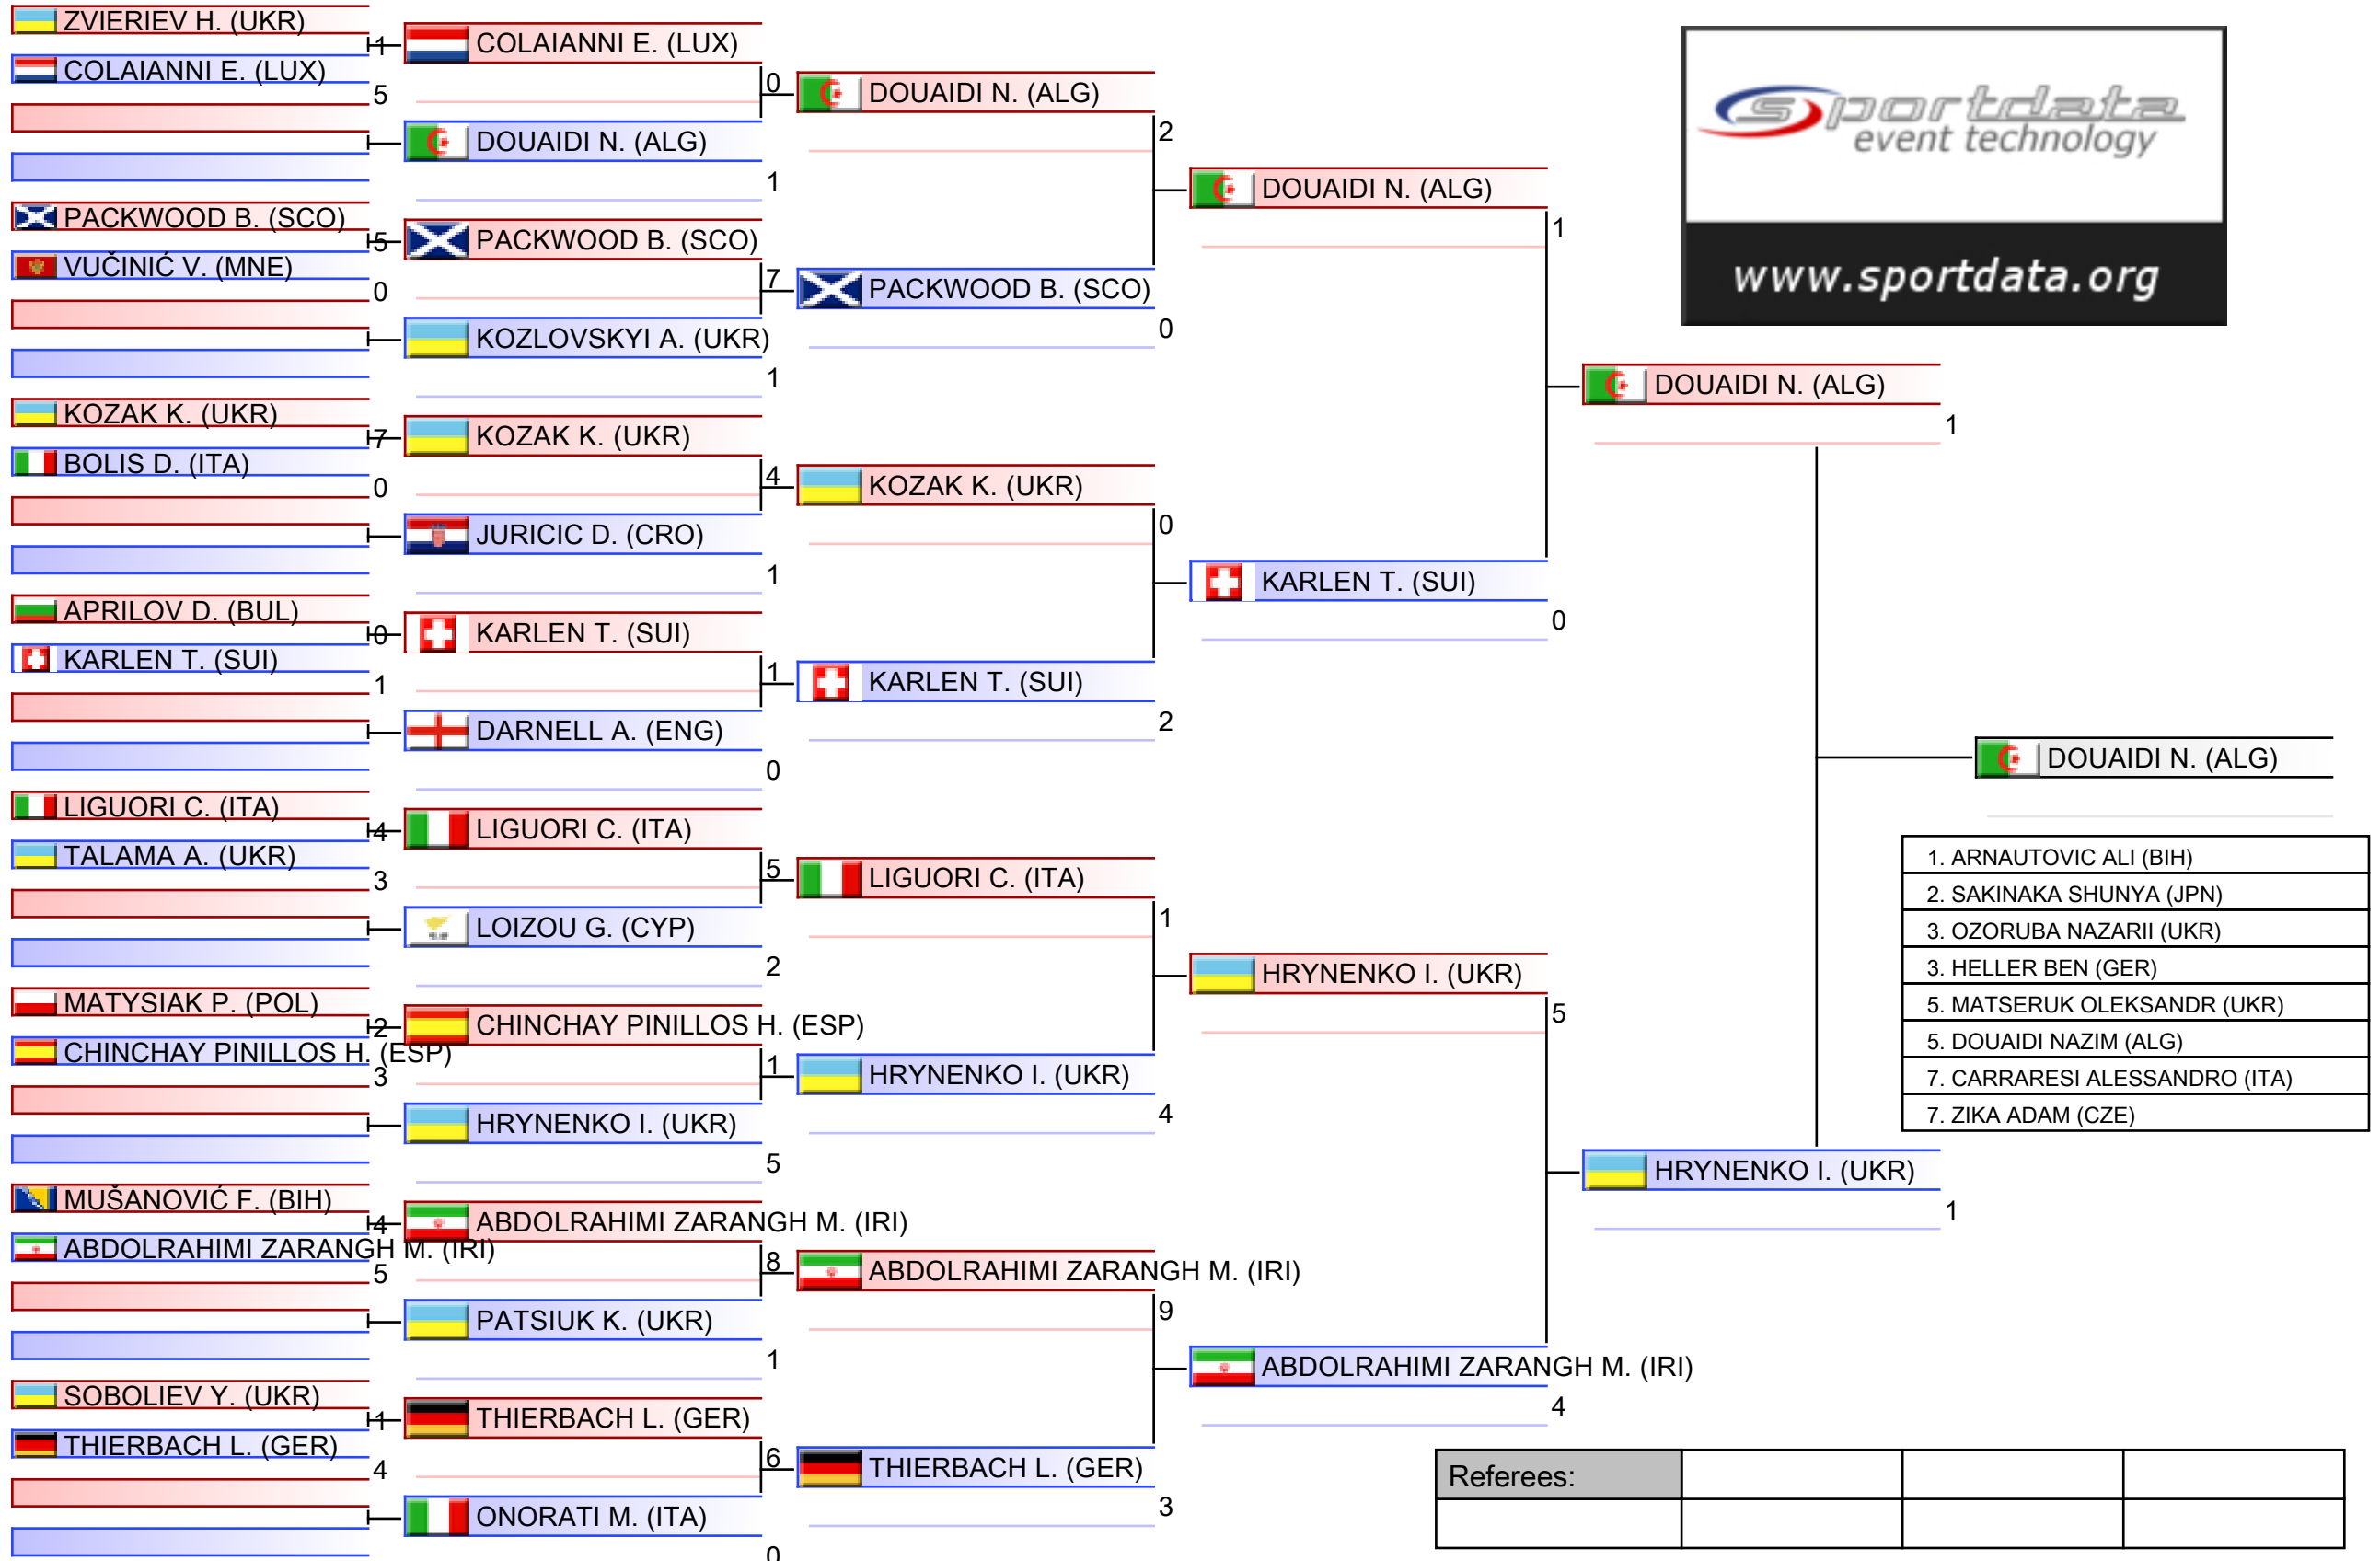 ZVIERIEV H. (UKR)
1
COLAIANNI E. (LUX)
5
PACKWOOD B. (SCO)
5
VUČINIĆ V. (MNE)
0
KOZAK K. (UKR)
7
BOLIS D. (ITA)
0
APRILOV D. (BUL)
0
KARLEN T. (SUI)
1
LIGUORI C. (ITA)
4
TALAMA A. (UKR)
3
MATYSIAK P. (POL)
2
CHINCHAY PINILLOS H. (ESP)
3
MUŠANOVIĆ F. (BIH)
4
ABDOLRAHIMI ZARANGH M. (IRI)
5
SOBOLIEV Y. (UKR)
1
THIERBACH L. (GER)
4
COLAIANNI E. (LUX)
0
DOUAIDI N. (ALG)
1
PACKWOOD B. (SCO)
7
KOZLOVSKYI A. (UKR)
1
KOZAK K. (UKR)
4
JURICIC D. (CRO)
1
KARLEN T. (SUI)
1
DARNELL A. (ENG)
0
LIGUORI C. (ITA)
5
LOIZOU G. (CYP)
2
CHINCHAY PINILLOS H. (ESP)
1
HRYNENKO I. (UKR)
5
ABDOLRAHIMI ZARANGH M. (IRI)
8
PATSIUK K. (UKR)
1
THIERBACH L. (GER)
6
ONORATI M. (ITA)
0
DOUAIDI N. (ALG)
2
PACKWOOD B. (SCO)
0
KOZAK K. (UKR)
0
KARLEN T. (SUI)
2
LIGUORI C. (ITA)
1
HRYNENKO I. (UKR)
4
ABDOLRAHIMI ZARANGH M. (IRI)
9
THIERBACH L. (GER)
3
DOUAIDI N. (ALG)
1
KARLEN T. (SUI)
0
HRYNENKO I. (UKR)
5
ABDOLRAHIMI ZARANGH M. (IRI)
4
DOUAIDI N. (ALG)
1
HRYNENKO I. (UKR)
1
DOUAIDI N. (ALG)
sportdata
event technology
www.sportdata.org
1. ARNAUTOVIC ALI (BIH)
2. SAKINAKA SHUNYA (JPN)
3. OZORUBA NAZARII (UKR)
3. HELLER BEN (GER)
5. MATSERUK OLEKSANDR (UKR)
5. DOUAIDI NAZIM (ALG)
7. CARRARESI ALESSANDRO (ITA)
7. ZIKA ADAM (CZE)
Referees: